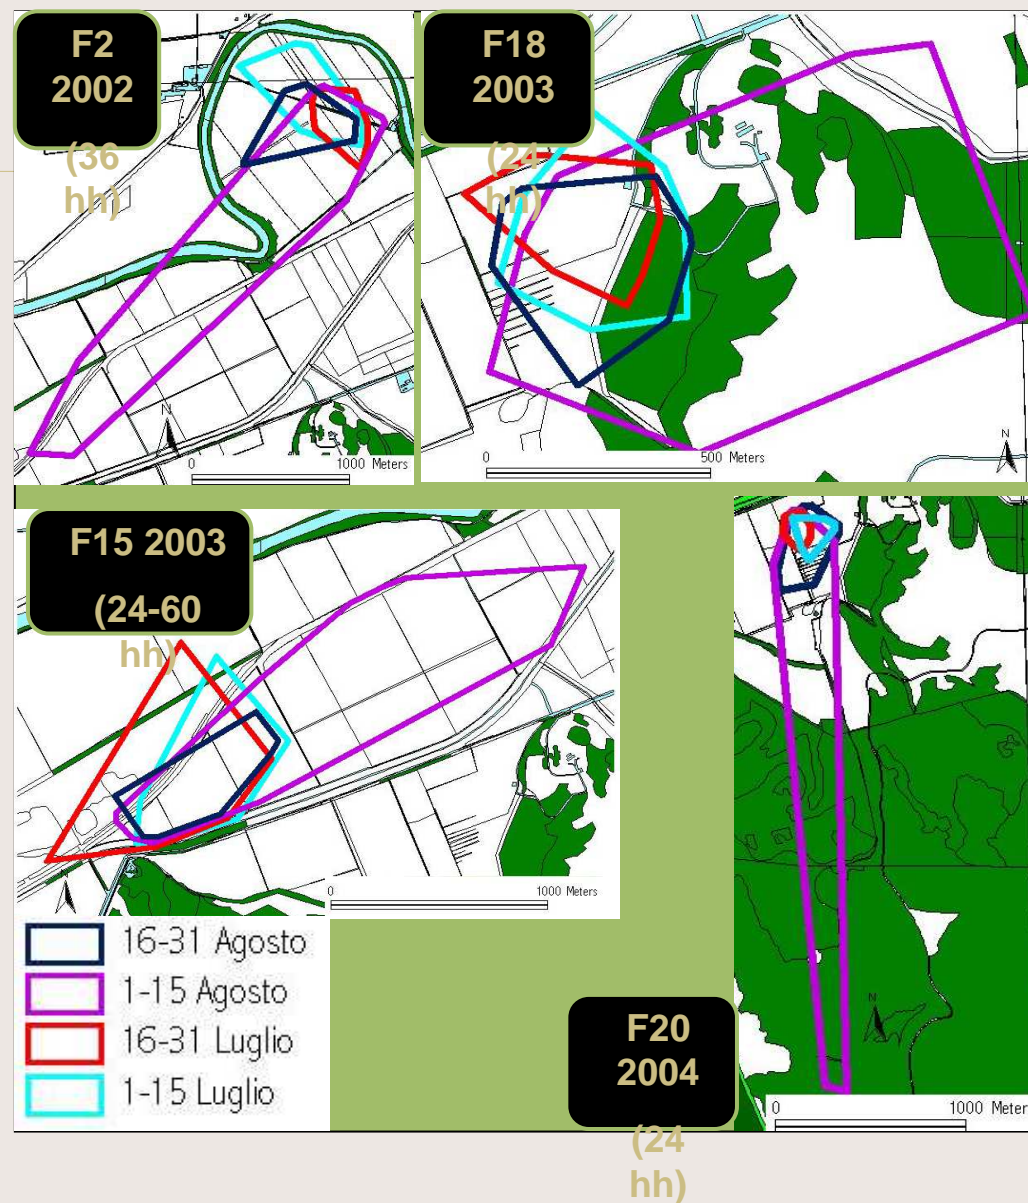 F2
2002
(36
hh)
F18
2003
(24
hh)
N
0 1000 Meters
0 500 Meters
N
F15 2003
(24-60
hh)
N
0 1000 Meters
16-31 Agosto
1-15 Agosto
16-31 Luglio
1-15 Luglio
F20
2004
(24
hh)
N
0 1000 Meter